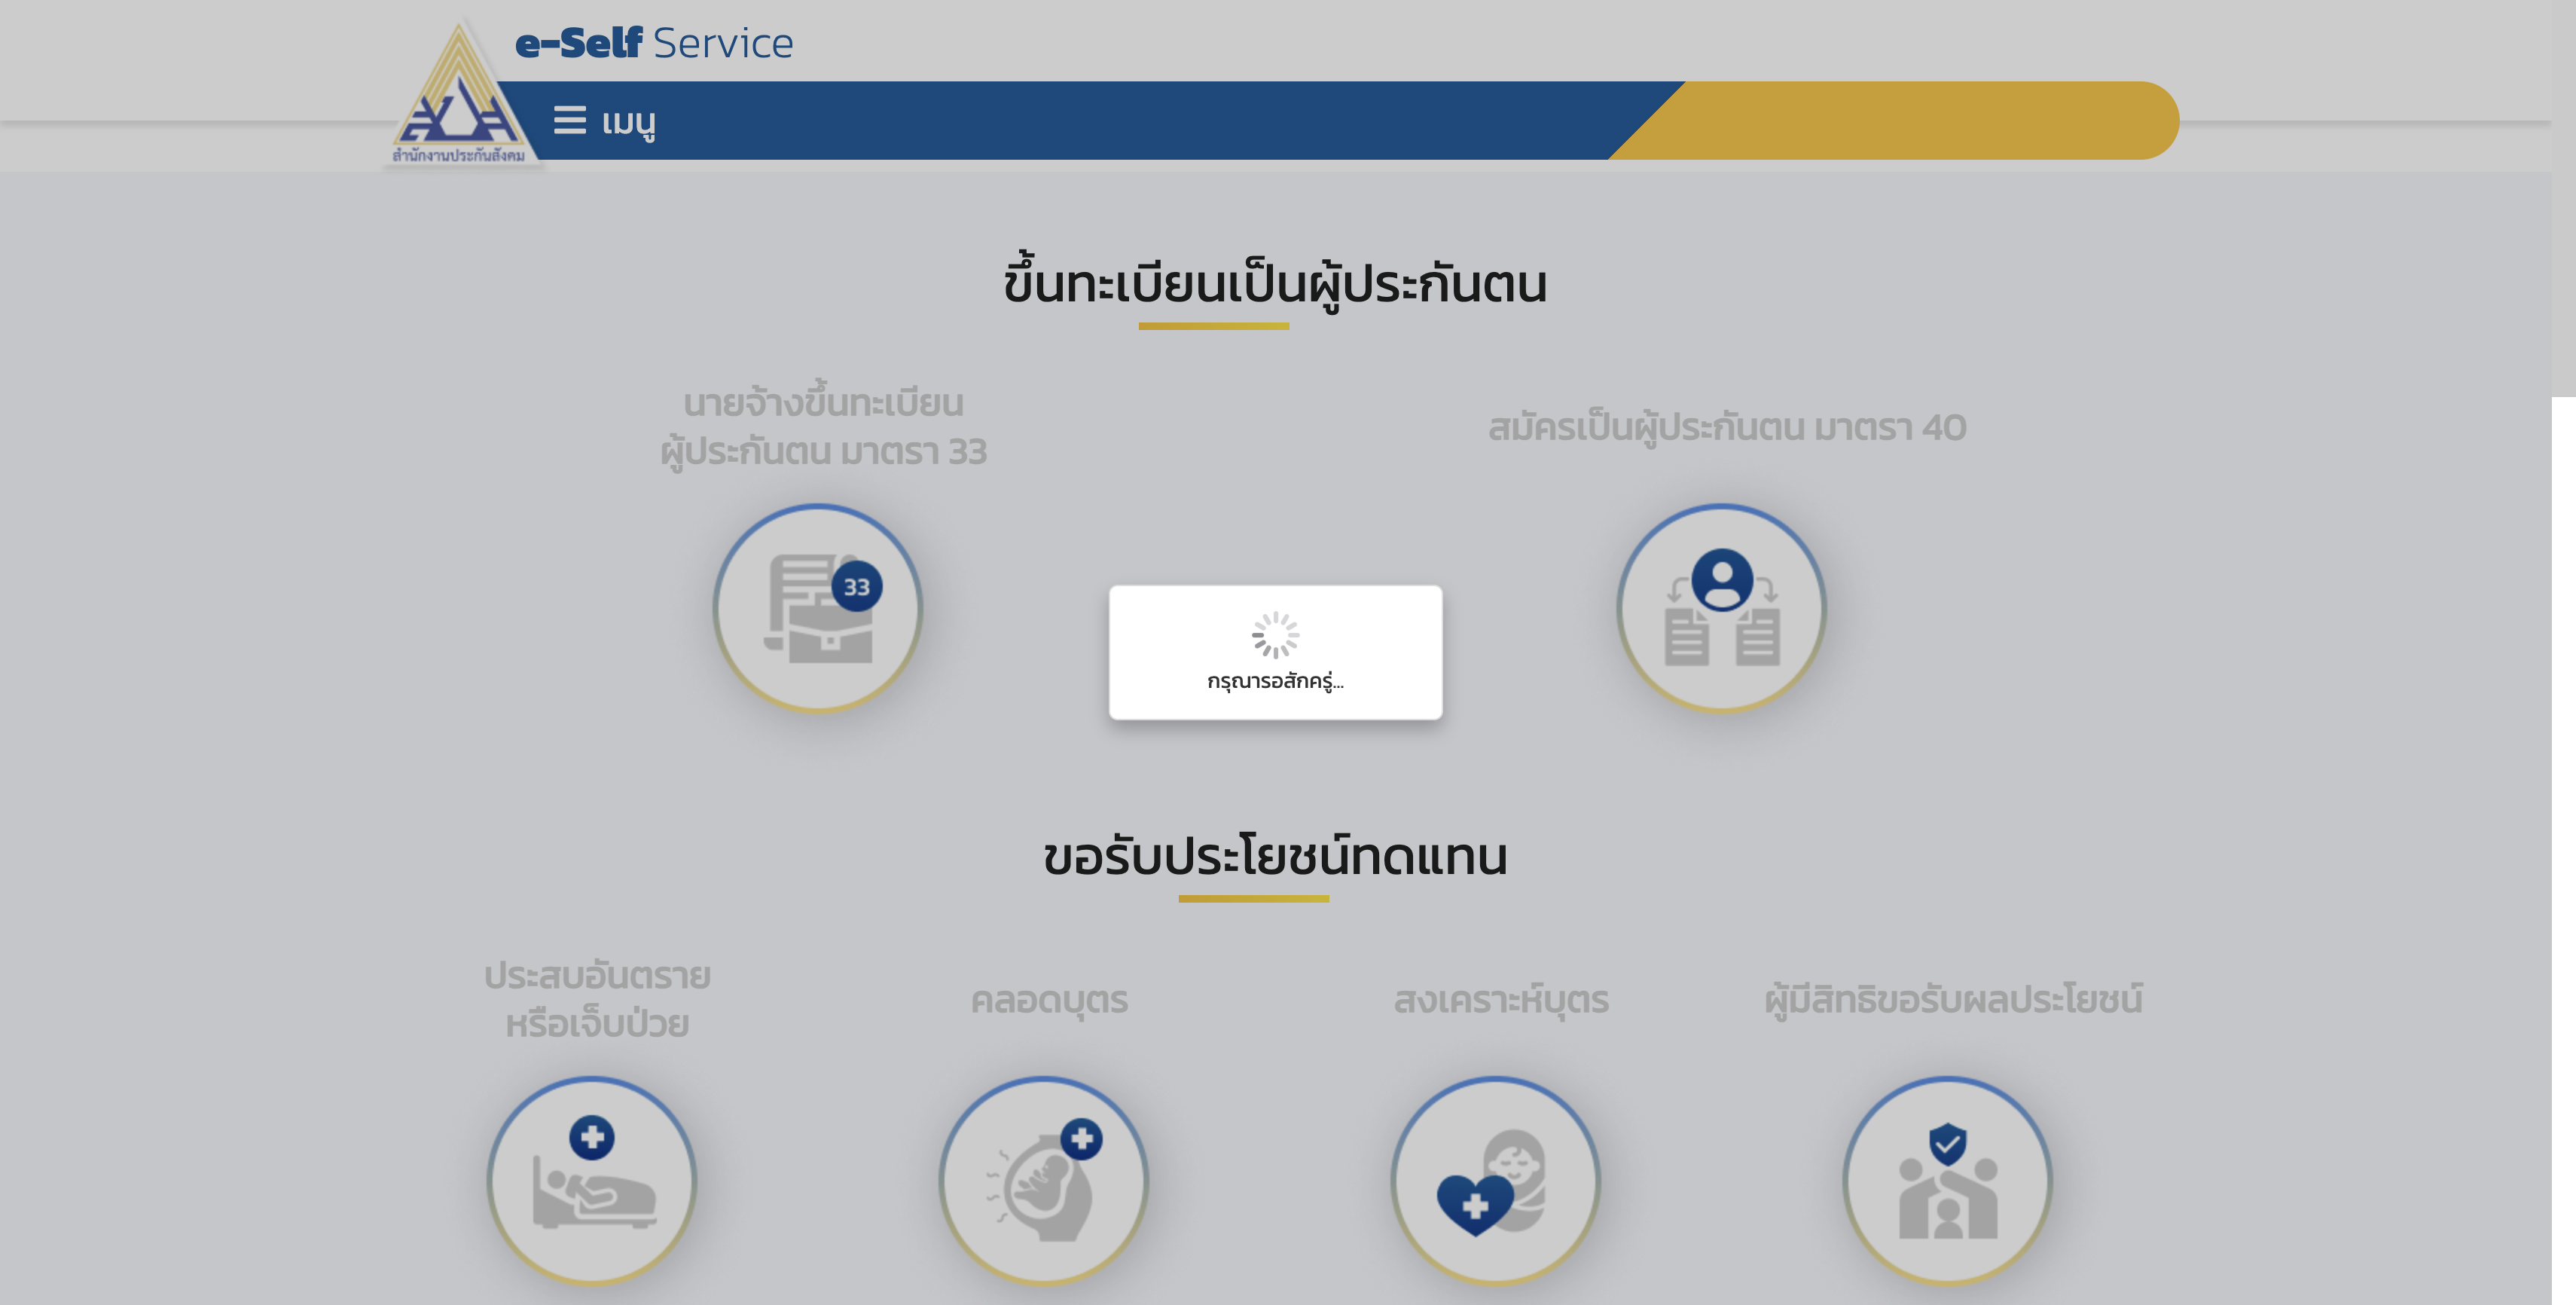 e-Self Service
สำนักงานประกันสังคม
เมนู
ขึ้นทะเบียนเป็นผู้ประกันตน
นายจ้างขึ้นทะเบียน
ผู้ประกันตน มาตรา 33
สมัครเป็นผู้ประกันตน มาตรา 40
33
กรุณารอสักครู่...
ขอรับประโยชน์ทดแทน
ประสบอันตราย
หรือเจ็บป่วย
คลอดบุตร
สงเคราะห์บุตร
ผู้มีสิทธิขอรับผลประโยชน์